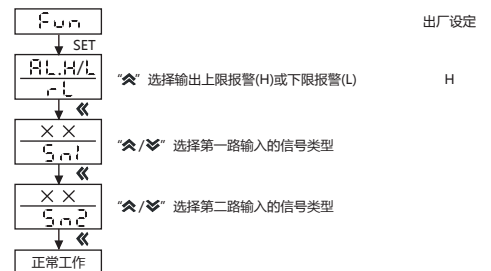 Fun 出厂设定
SET
AL.H/L
rL
“︽”选择输出上限报警(H)或下限报警(L) H
《
××
Sn1
“︽/︾”选择第一路输入的信号类型
《
××
Sn2
“︽/︾”选择第二路输入的信号类型
《
正常工作